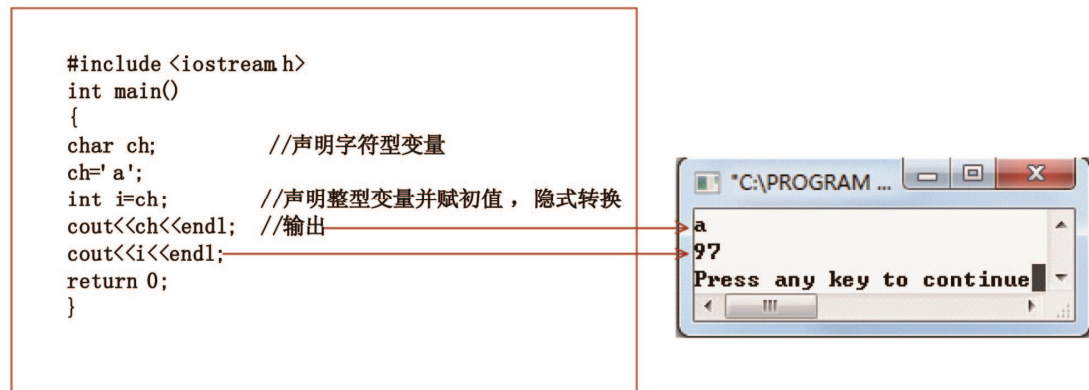 #include <iostream.h>
int main()
{
char ch; //声明字符型变量
ch='a';
int i=ch; //声明整型变量并赋初值，隐式转换
cout<<ch<<endl; //输出
cout<<i<<endl;
return 0;
}
"C:\PROGRAM ...
a
97
Press any key to continue